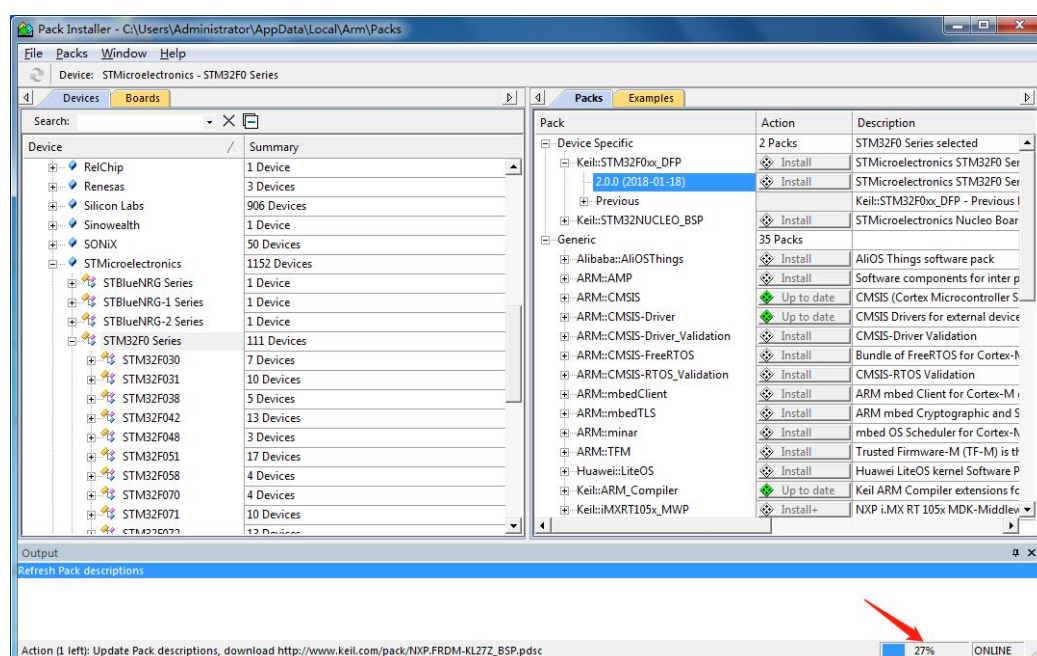 Pack Installer - C:\Users\Administrator\AppData\Local\Arm\Packs
File Packs Window Help
Device: STMicroelectronics - STM32F0 Series
Devices Boards
Search:
Device / Summary
RelChip 1 Device
Renesas 3 Devices
Silicon Labs 906 Devices
Sinowealth 1 Device
SONiX 50 Devices
STMicroelectronics 1152 Devices
STBlueNRG Series 1 Device
STBlueNRG-1 Series 1 Device
STBlueNRG-2 Series 1 Device
STM32F0 Series 111 Devices
STM32F030 7 Devices
STM32F031 10 Devices
STM32F038 5 Devices
STM32F042 13 Devices
STM32F048 3 Devices
STM32F051 17 Devices
STM32F058 4 Devices
STM32F070 4 Devices
STM32F071 10 Devices
STM32F072 13 Devices
Packs Examples
Pack Action Description
Device Specific 2 Packs STM32F0 Series selected
Keil::STM32F0xx_DFP Install STMicroelectronics STM32F0 Ser
2.0.0 (2018-01-18) Install STMicroelectronics STM32F0 Ser
Previous Keil::STM32F0xx_DFP - Previous
Keil::STM32NUCLEO_BSP Install STMicroelectronics Nucleo Boar
Generic 35 Packs
Alibaba::AliOSThings Install AliOS Things software pack
ARM::AMP Install Software components for inter p
ARM::CMSIS Up to date CMSIS (Cortex Microcontroller S
ARM::CMSIS-Driver Up to date CMSIS Drivers for external device
ARM::CMSIS-Driver_Validation Install CMSIS-Driver Validation
ARM::CMSIS-FreeRTOS Install Bundle of FreeRTOS for Cortex-M
ARM::CMSIS-RTOS_Validation Install CMSIS-RTOS Validation
ARM::mbedClient Install ARM mbed Client for Cortex-M
ARM::mbedTLS Install ARM mbed Cryptographic and S
ARM::minar Install mbed OS Scheduler for Cortex-M
ARM::TFM Install Trusted Firmware-M (TF-M) is th
Huawei::LiteOS Install Huawei LiteOS kernel Software P
Keil::ARM_Compiler Up to date Keil ARM Compiler extensions fo
Keil::iMXRT105x_MWP Install+ NXP i.MX RT 105x MDK-Middlew
Output
Refresh Pack descriptions
Action (1 left): Update Pack descriptions, download http://www.keil.com/pack/NXP.FRDM-KL27Z_BSP.pdsc 27% ONLINE